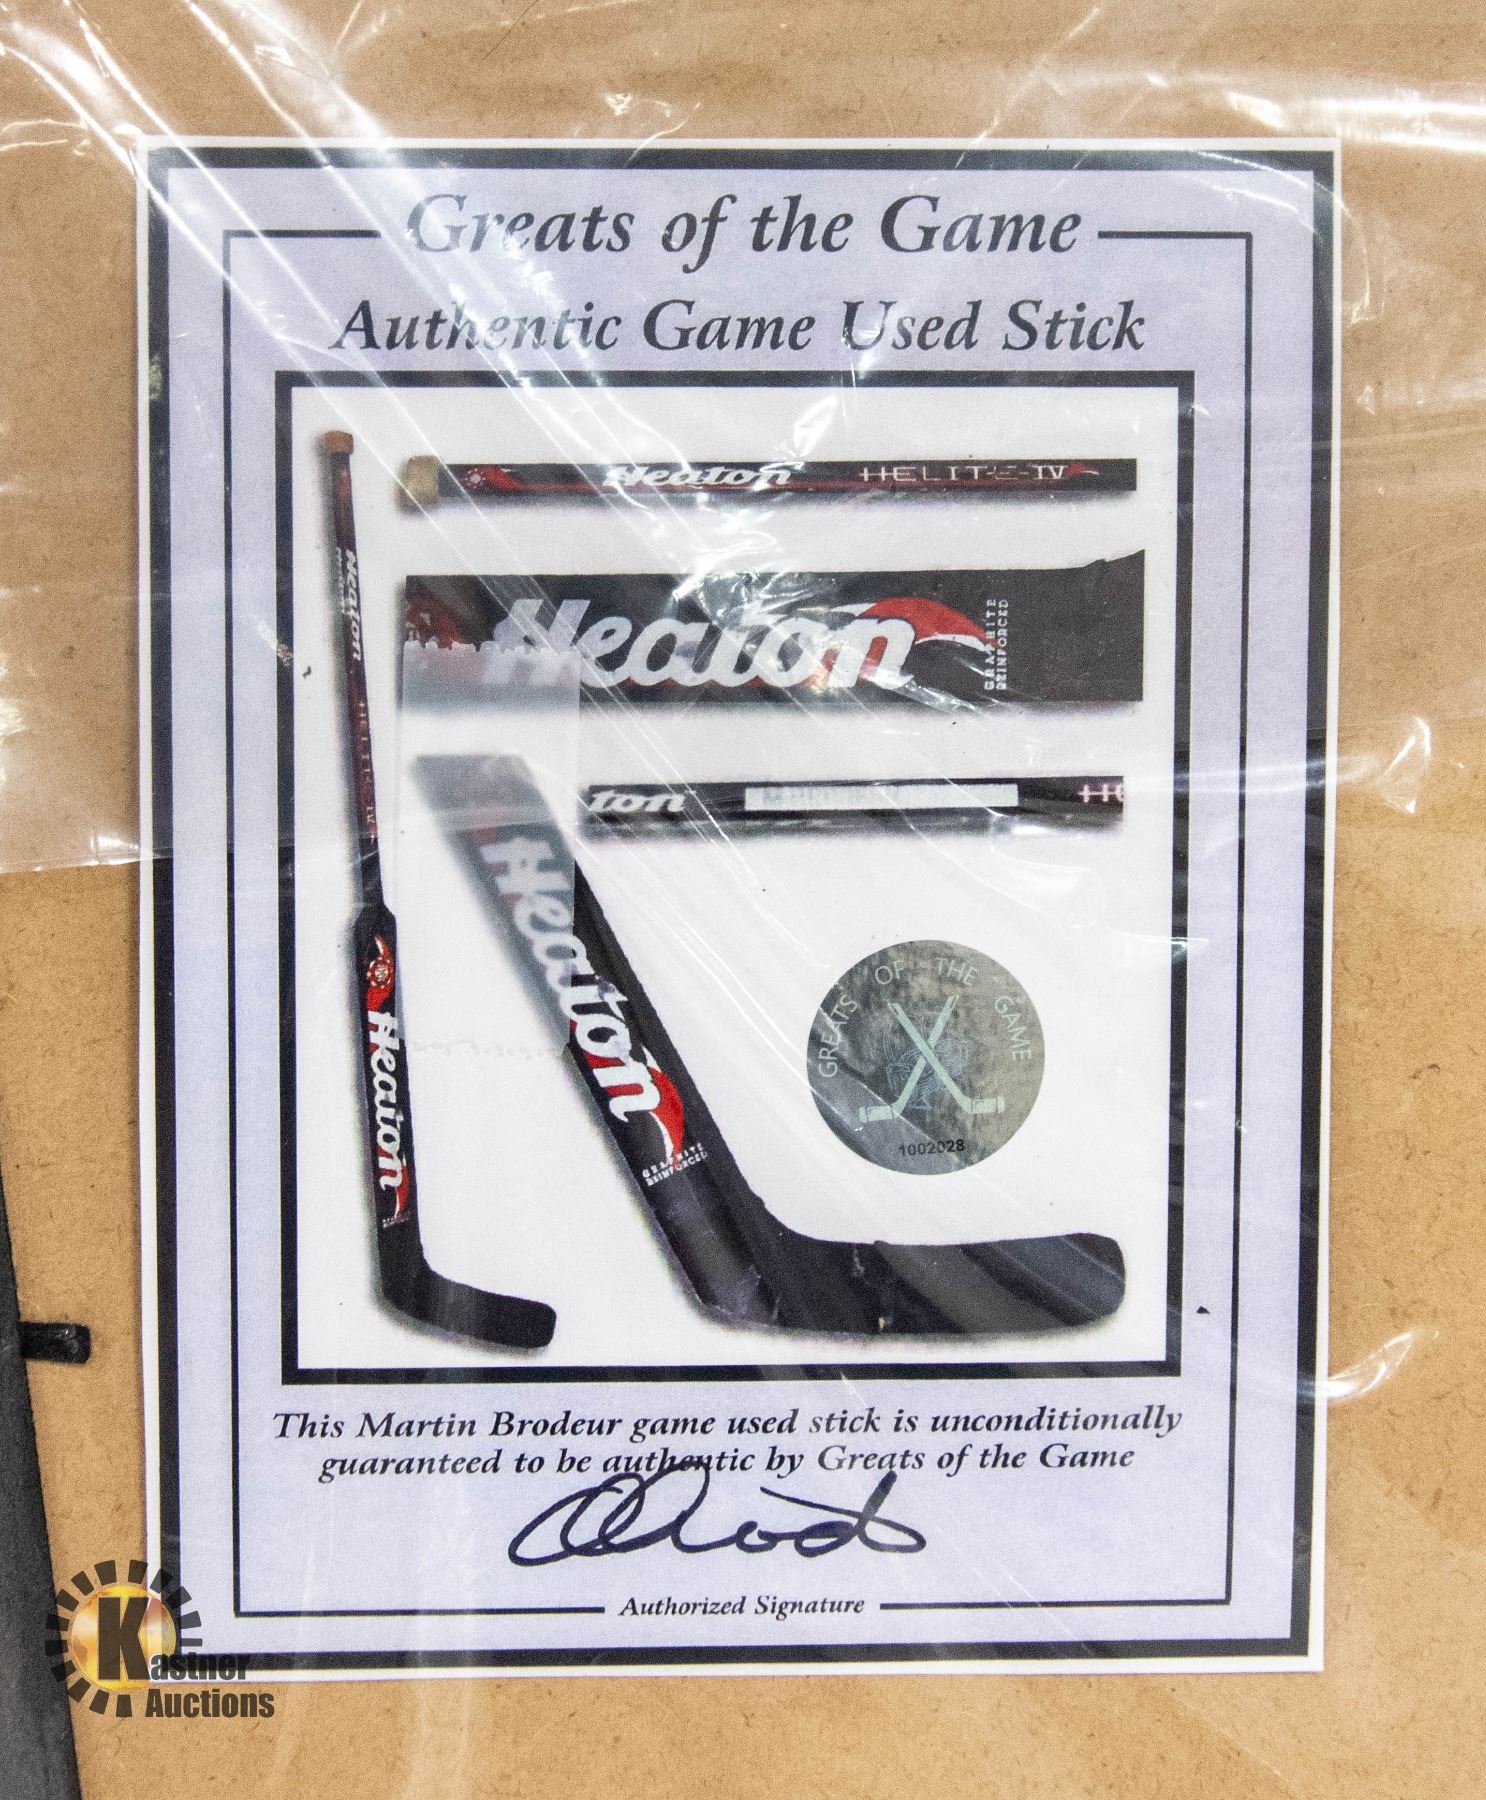 Greats of the Game
Authentic Game Used Stick
Heaton HELITE IV
Heaton
GRAPHITE
REINFORCED
Heaton
ton
Heaton
GRAPHITE
REINFORCED
Heaton
GREATS OF THE GAME
1002028
This Martin Brodeur game used stick is unconditionally
guaranteed to be authentic by Greats of the Game
Authorized Signature
Kastner
Auctions